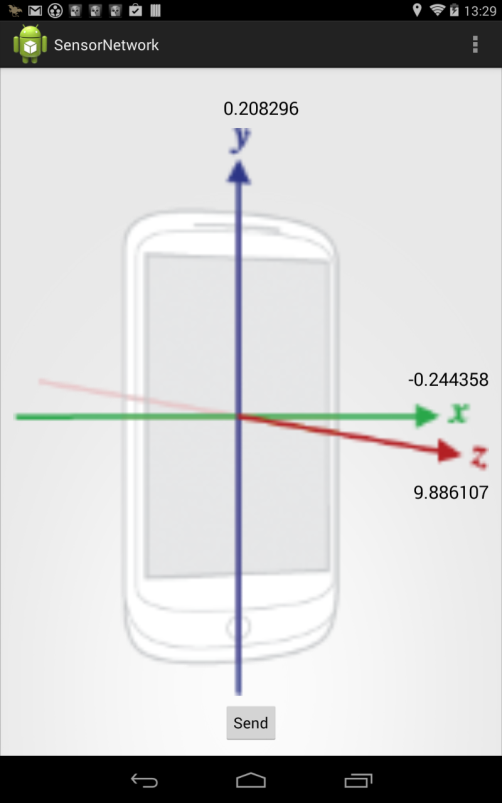 13:29
SensorNetwork
0.208296
y
-0.244358
x
z
9.886107
Send